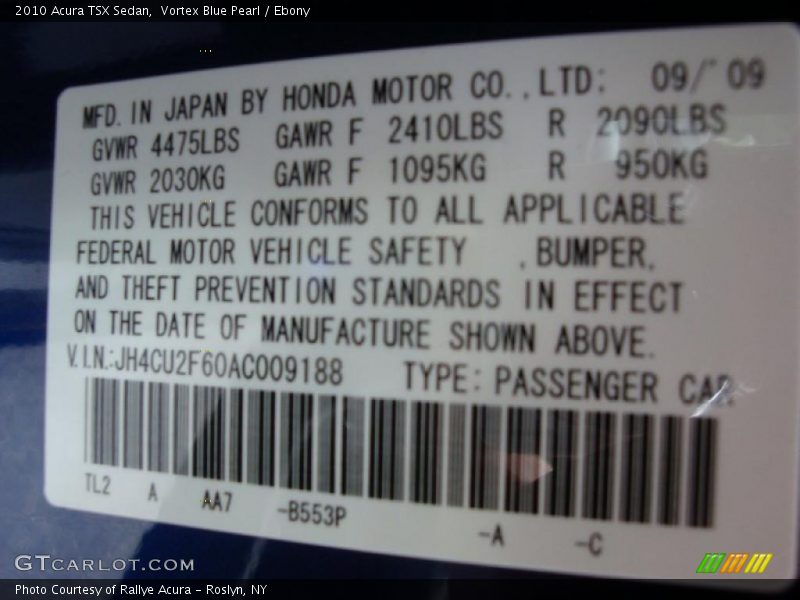 2010 Acura TSX Sedan,  Vortex Blue Pearl / Ebony
MFD. IN JAPAN BY HONDA MOTOR CO., LTD: 09/'09
GVWR 4475LBS GAWR F 2410LBS R 2090LBS
GVWR 2030KG GAWR F 1095KG R 950KG
THIS VEHICLE CONFORMS TO ALL APPLICABLE
FEDERAL MOTOR VEHICLE SAFETY , BUMPER,
AND THEFT PREVENTION STANDARDS IN EFFECT
ON THE DATE OF MANUFACTURE SHOWN ABOVE.
V.I.N.:JH4CU2F60AC009188 TYPE: PASSENGER CAR
TL2 A AA7 -B553P -A -C
GTCARLOT.COM
Photo Courtesy of Rallye Acura – Roslyn, NY